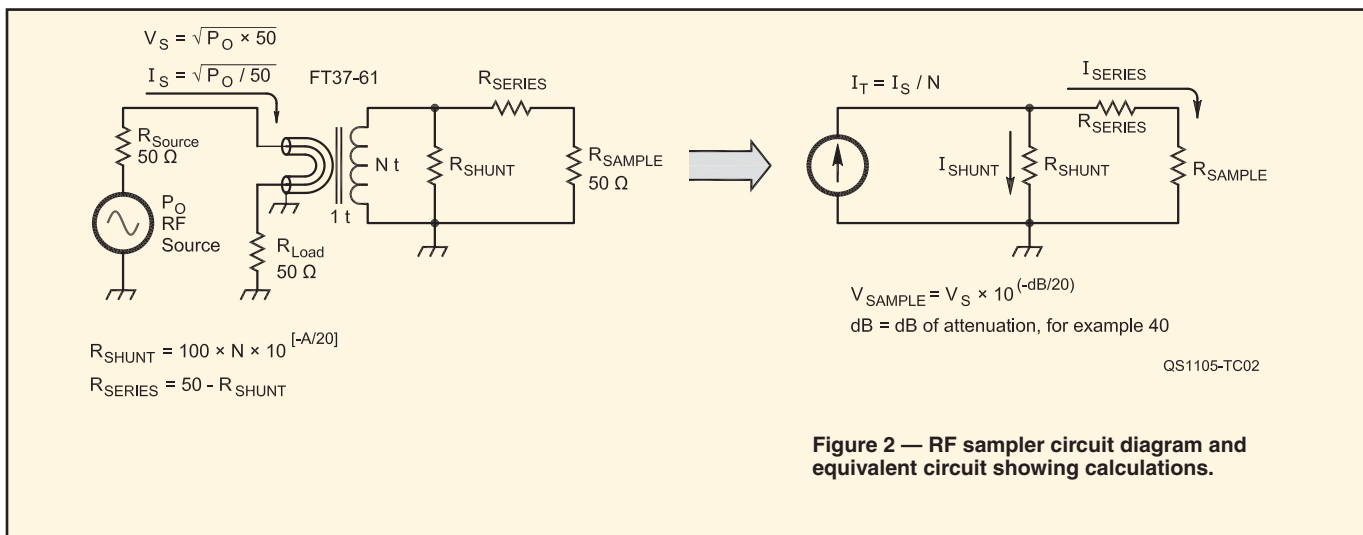 V_S = √P_O × 50
I_S = √P_O / 50
FT37-61
R_Source
50 Ω
P_O
RF
Source
R_Load
50 Ω
1 t
N t
R_SHUNT
R_SERIES
R_SAMPLE
50 Ω
R_SHUNT = 100 × N × 10^[-A/20]
R_SERIES = 50 - R_SHUNT
I_T = I_S / N
I_SERIES
R_SERIES
I_SHUNT
R_SHUNT
R_SAMPLE
V_SAMPLE = V_S × 10^(-dB/20)
dB = dB of attenuation, for example 40
QS1105-TC02
Figure 2 — RF sampler circuit diagram and
equivalent circuit showing calculations.